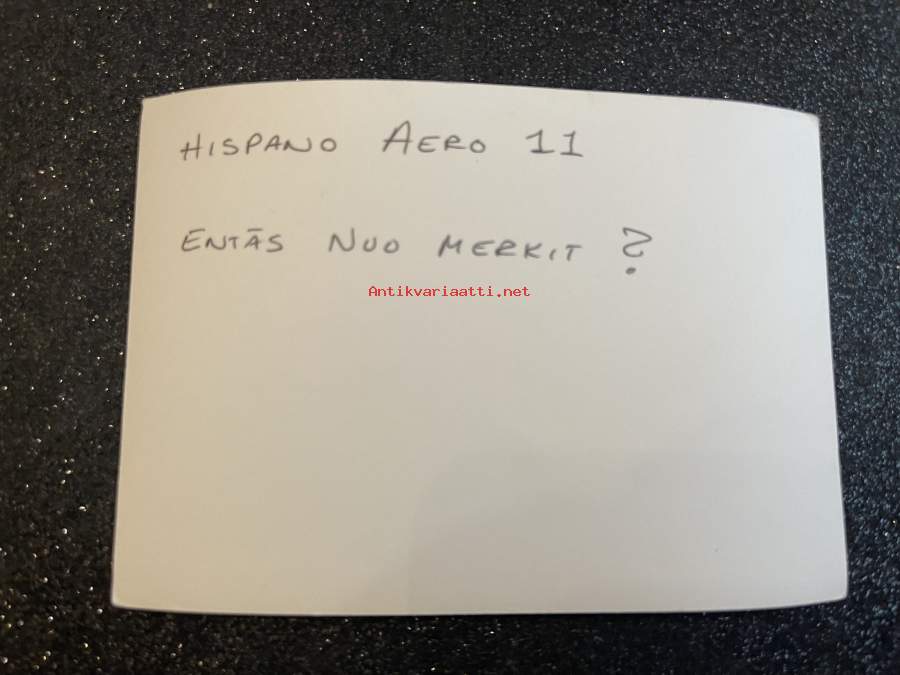 HISPANO AERO 11
ENTÄS NUO MERKIT ?
Antikvariaatti.net